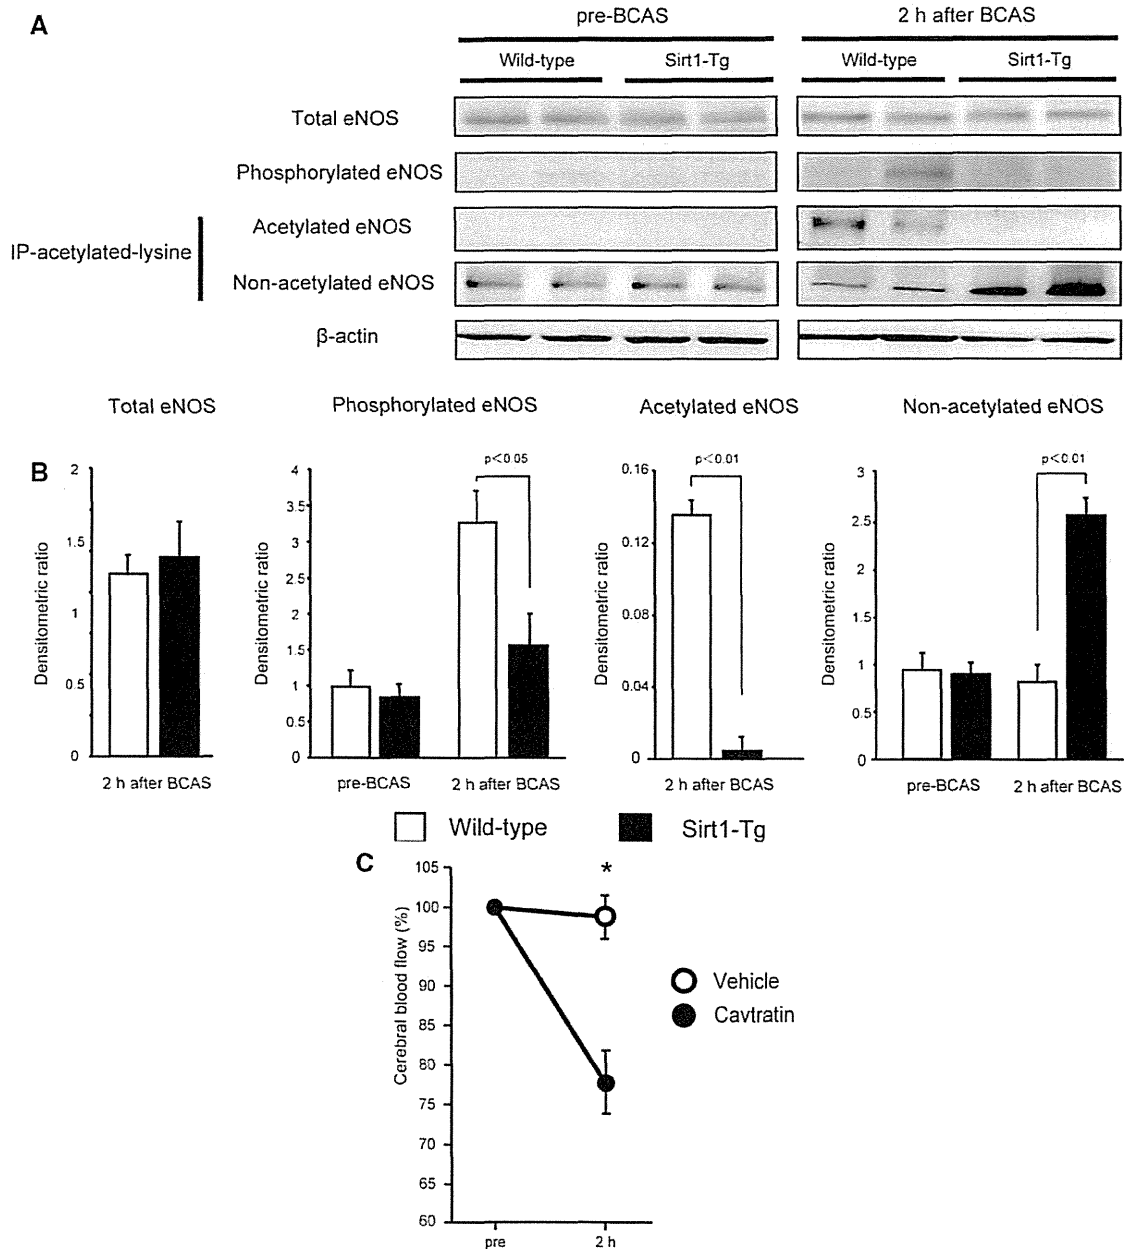 A
pre-BCAS 2 h after BCAS
Wild-type Sirt1-Tg Wild-type Sirt1-Tg
Total eNOS
Phosphorylated eNOS
Acetylated eNOS
IP-acetylated-lysine
Non-acetylated eNOS
β-actin
B
Total eNOS
2
1.5
1
0.5
0
Densitometric ratio
2 h after BCAS
Phosphorylated eNOS
4
3.5
3
2.5
2
1.5
1
0.5
0
Densitometric ratio
p<0.05
pre-BCAS 2 h after BCAS
Acetylated eNOS
0.16
0.12
0.08
0.04
0
Densitometric ratio
p<0.01
2 h after BCAS
Non-acetylated eNOS
3
2.5
2
1.5
1
0.5
0
Densitometric ratio
p<0.01
pre-BCAS 2 h after BCAS
Wild-type Sirt1-Tg
C
105
100
95
90
85
80
75
70
65
60
Cerebral blood flow (%)
*
Vehicle
Cavtratin
pre 2 h